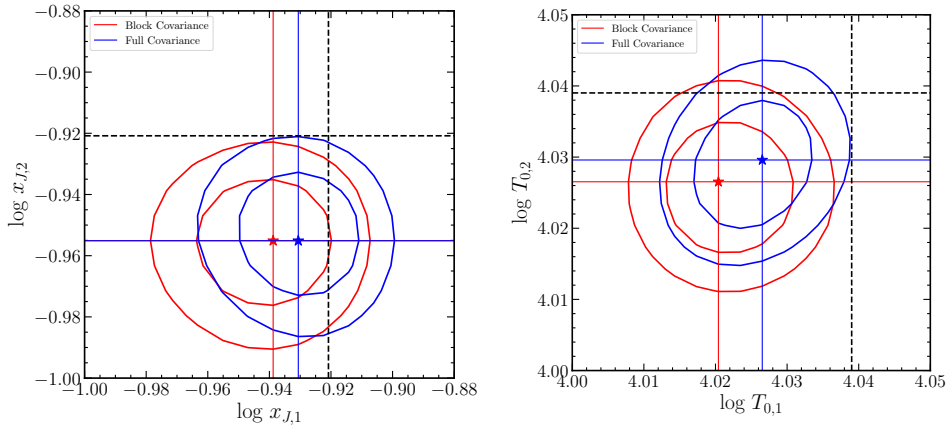 Block Covariance
Full Covariance
−0.88
−0.90
−0.92
−0.94
−0.96
−0.98
−1.00
log x_{J,2}
−1.00 −0.98 −0.96 −0.94 −0.92 −0.90 −0.88
log x_{J,1}
Block Covariance
Full Covariance
4.05
4.04
4.03
4.02
4.01
4.00
log T_{0,2}
4.00 4.01 4.02 4.03 4.04 4.05
log T_{0,1}